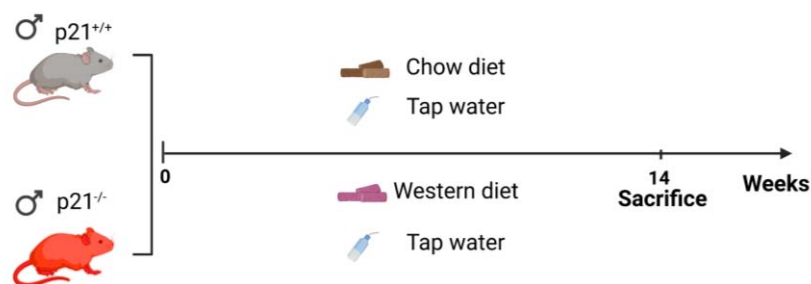 ♂ p21+/+
Chow diet
Tap water
0
14
Sacrifice
Weeks
♂ p21-/-
Western diet
Tap water